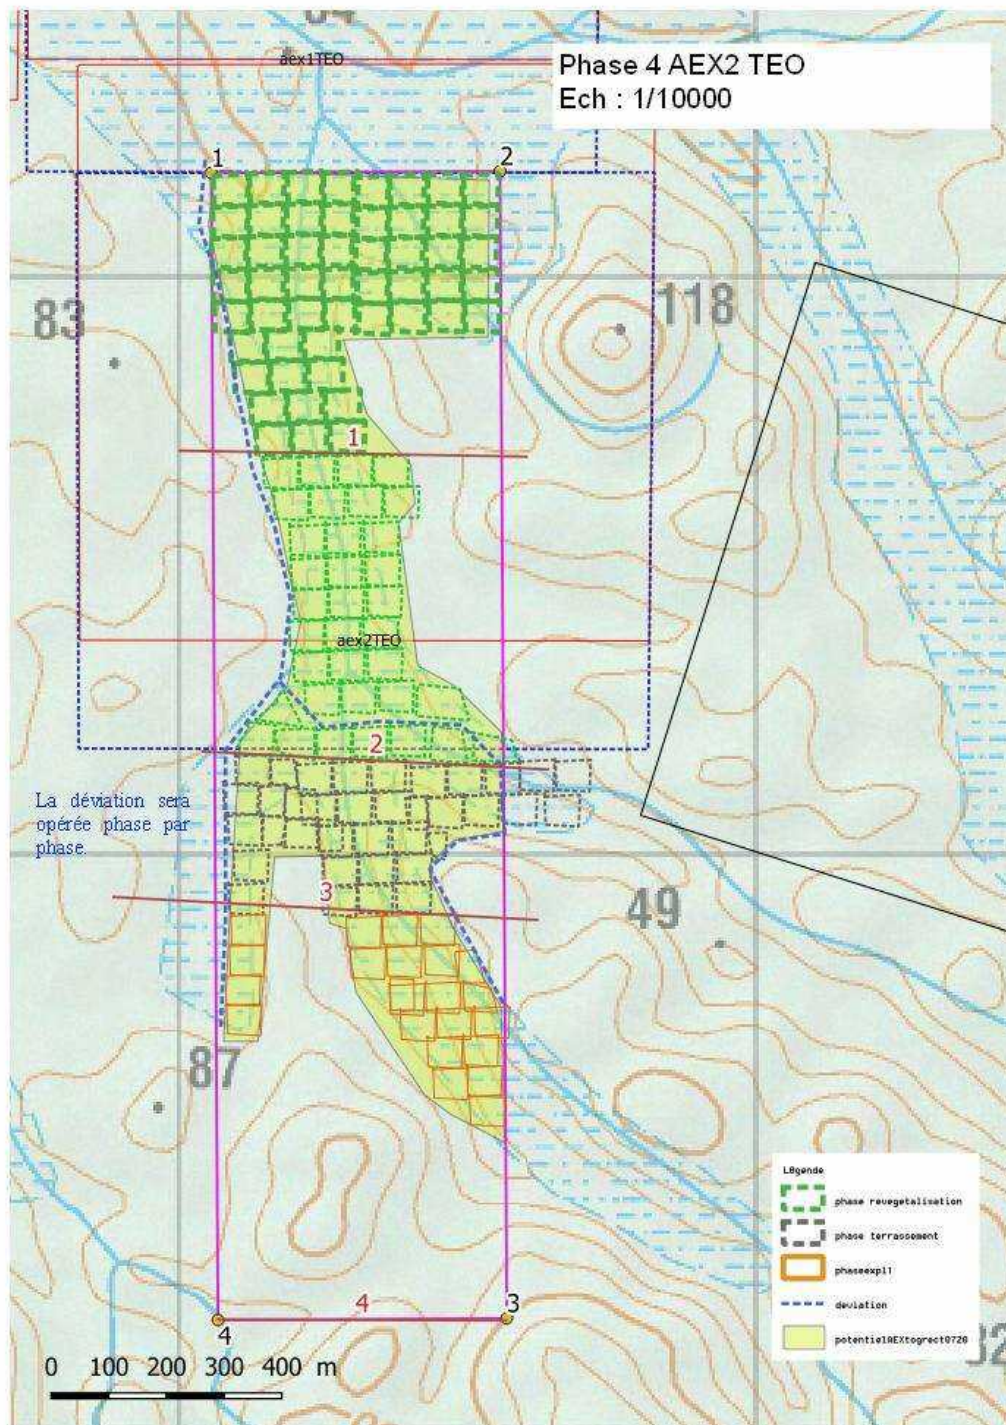 aex1TEO
Phase 4 AEX2 TEO
Ech : 1/10000
1
2
83
118
1
aex2TEO
2
La déviation sera
opérée phase par
phase.
3
49
87
Légende
phase revegetalisation
phase terrassement
phaseexpl1
deviation
potentielAEXtogrect0720
4
3
4
0 100 200 300 400 m